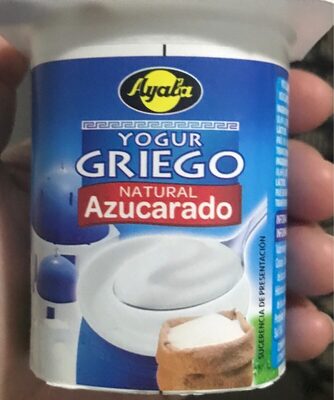 Ayala
YOGUR
GRIEGO
NATURAL
Azucarado
SUGERENCIA DE PRESENTACIÓN